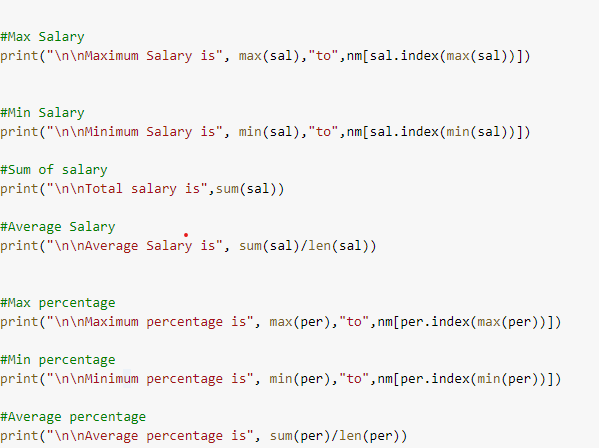 #Max Salary
print("\n\nMaximum Salary is", max(sal),"to",nm[sal.index(max(sal))])
#Min Salary
print("\n\nMinimum Salary is", min(sal),"to",nm[sal.index(min(sal))])
#Sum of salary
print("\n\nTotal salary is",sum(sal))
#Average Salary
print("\n\nAverage Salary is", sum(sal)/len(sal))
#Max percentage
print("\n\nMaximum percentage is", max(per),"to",nm[per.index(max(per))])
#Min percentage
print("\n\nMinimum percentage is", min(per),"to",nm[per.index(min(per))])
#Average percentage
print("\n\nAverage percentage is", sum(per)/len(per))